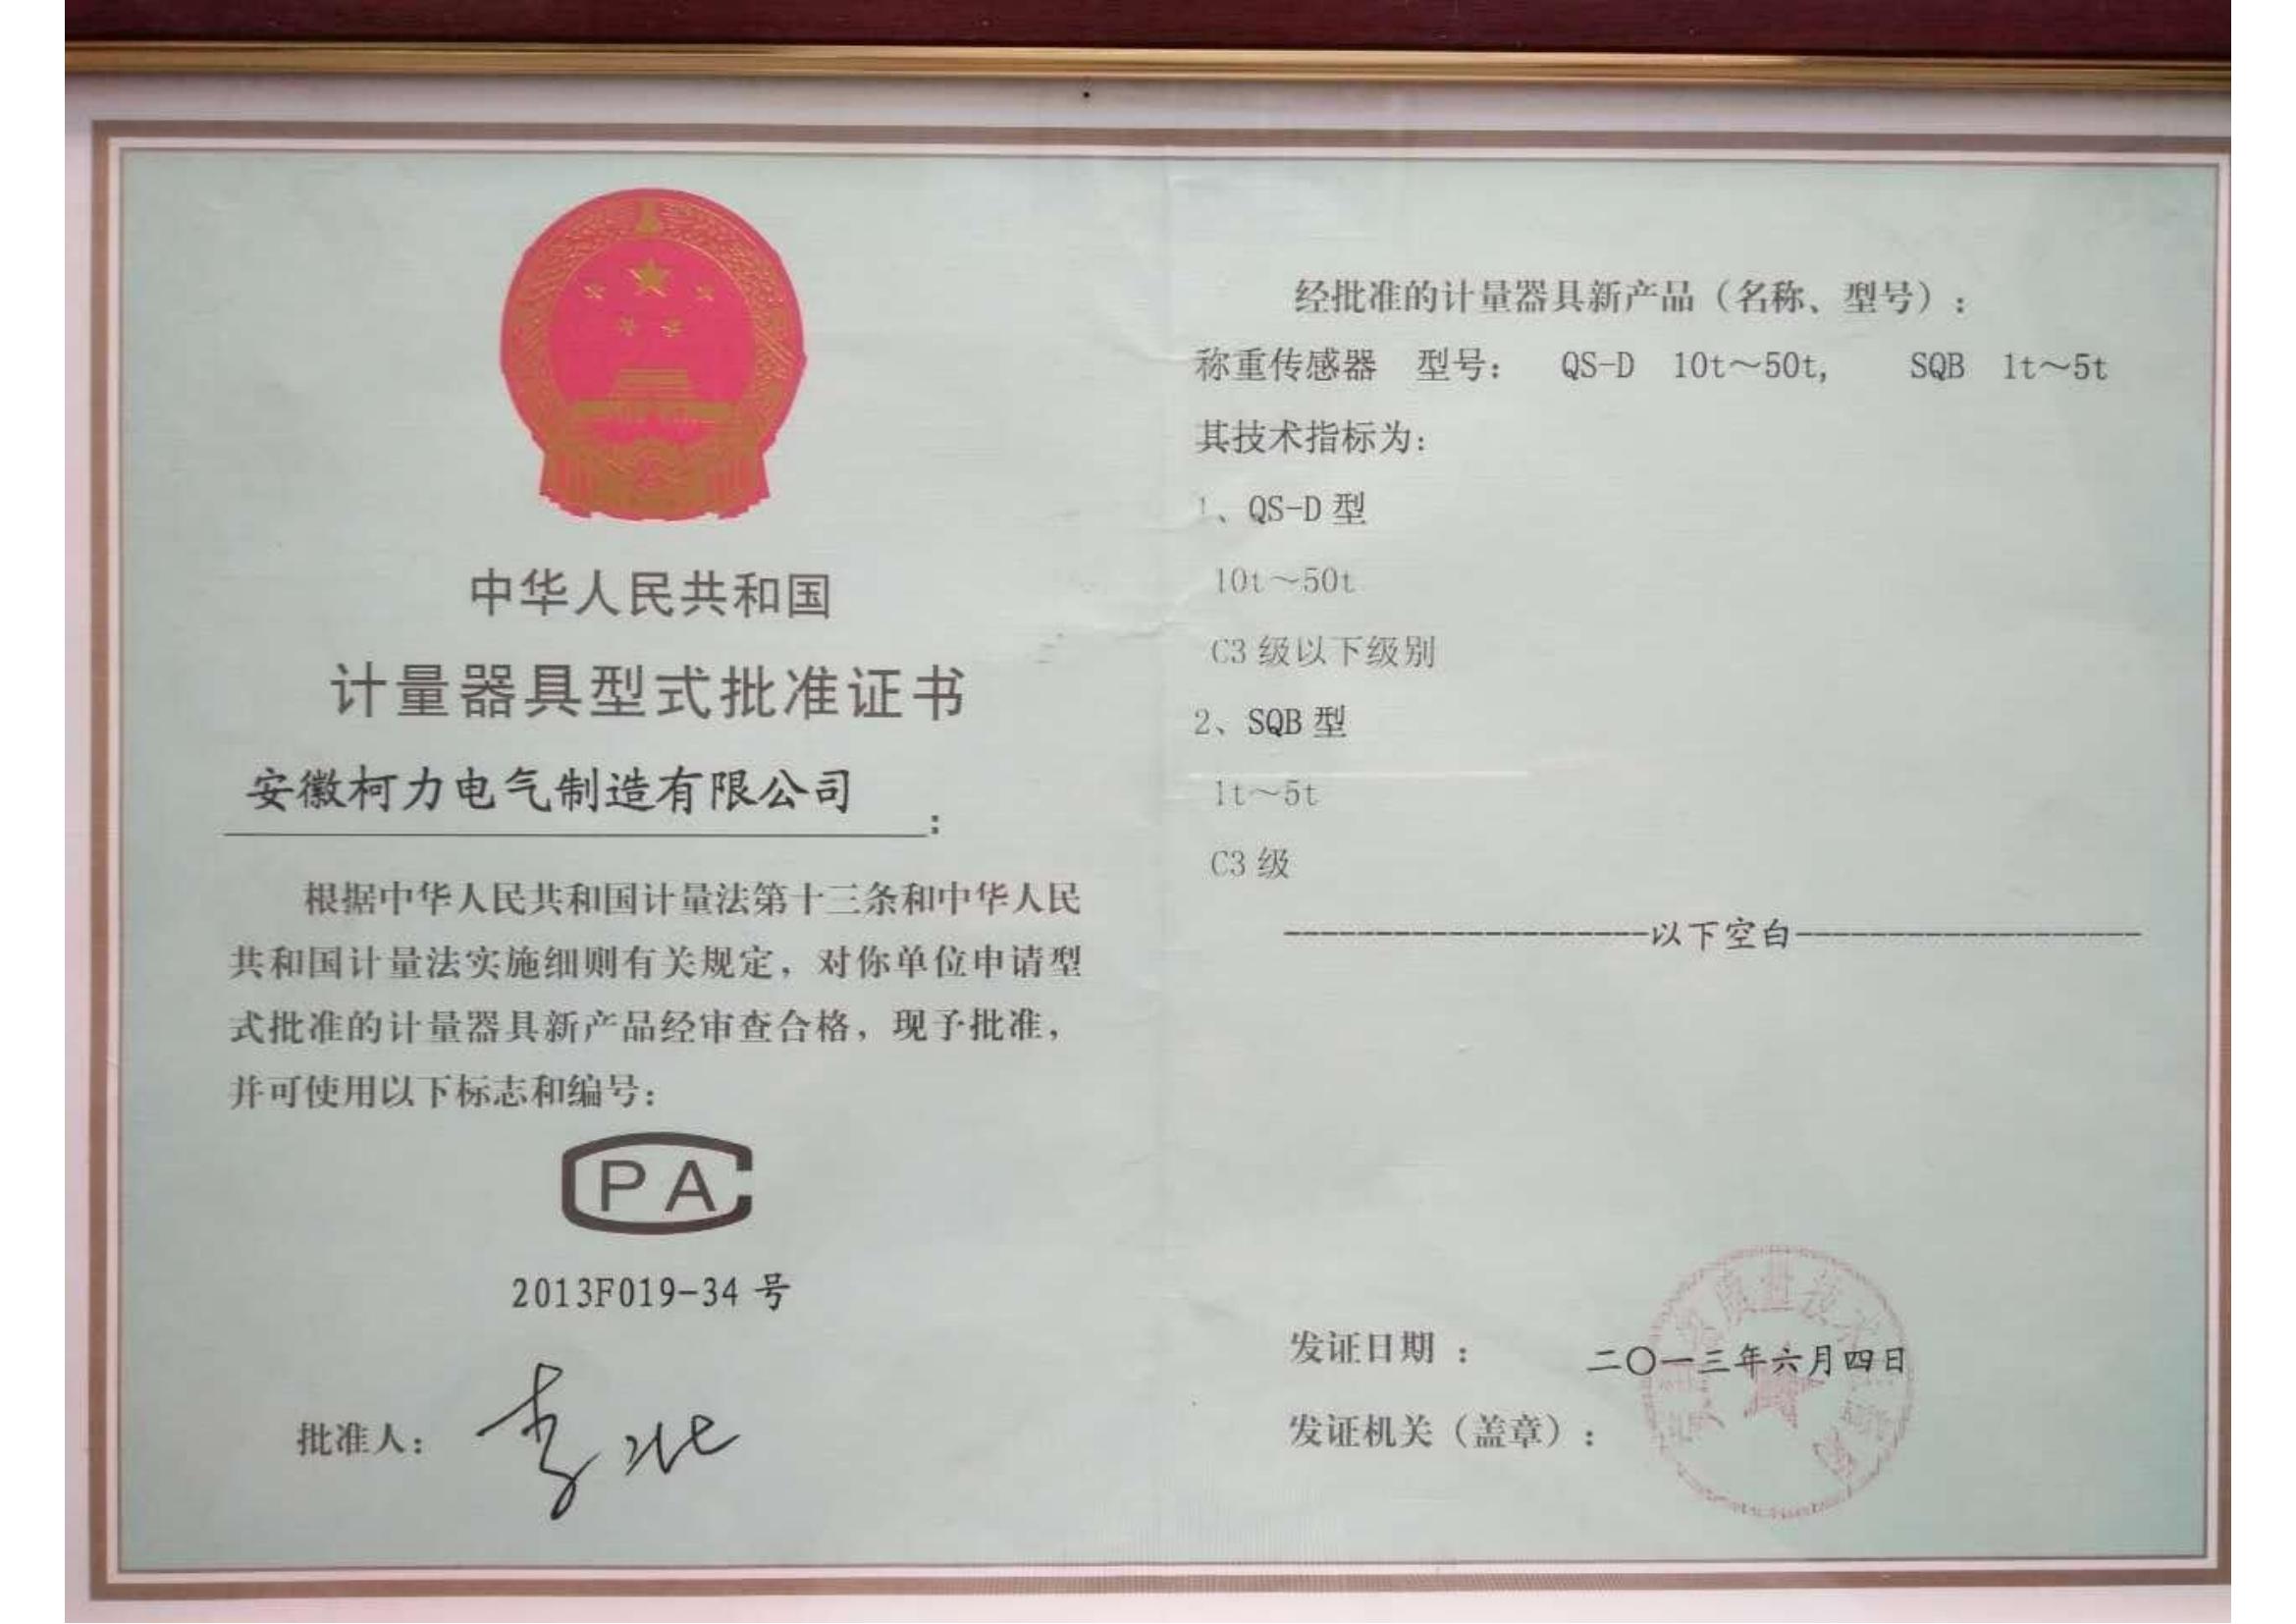 中华人民共和国
计量器具型式批准证书
安徽柯力电气制造有限公司:
根据中华人民共和国计量法第十三条和中华人民
共和国计量法实施细则有关规定，对你单位申请型
式批准的计量器具新产品经审查合格，现予批准，
并可使用以下标志和编号：
CPA
2013F019-34 号
批准人：
经批准的计量器具新产品（名称、型号）：
称重传感器 型号： QS-D 10t～50t, SQB 1t～5t
其技术指标为：
1、QS-D 型
10t～50t
C3 级以下级别
2、SQB 型
1t～5t
C3 级
--------------------以下空白-------------------
发证日期：
二〇一三年六月四日
发证机关（盖章）：
质量技术